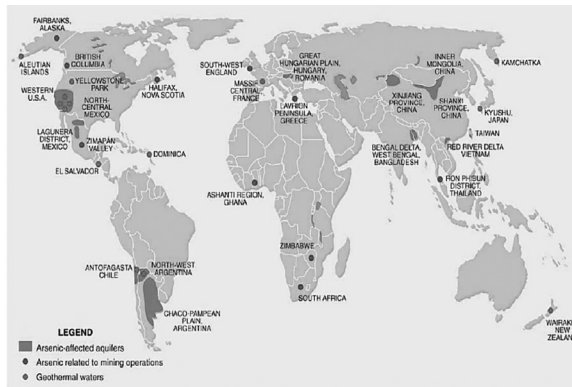 FAIRBANKS,
ALASKA
ALEUTIAN
ISLANDS
BRITISH
COLUMBIA
YELLOWSTONE
PARK
HALIFAX,
NOVA SCOTIA
WESTERN
U.S.A.
NORTH-
CENTRAL
MEXICO
LAGUNERA
DISTRICT,
MEXICO
ZIMAPÁN
VALLEY
DOMINICA
EL SALVADOR
SOUTH-WEST
ENGLAND
MASSIF
CENTRAL,
FRANCE
GREAT
HUNGARIAN PLAIN,
HUNGARY,
ROMANIA
LAVRION
PENINSULA,
GREECE
INNER
MONGOLIA,
CHINA
KAMCHATKA
XINJIANG
PROVINCE,
CHINA
SHANXI
PROVINCE,
CHINA
KYUSHU,
JAPAN
TAIWAN
BENGAL DELTA,
WEST BENGAL,
BANGLADESH
RED RIVER DELTA
VIETNAM
RON PHIBUN
DISTRICT,
THAILAND
ASHANTI REGION,
GHANA
ZIMBABWE
SOUTH AFRICA
ANTOFAGASTA
CHILE
NORTH-WEST
ARGENTINA
CHACO-PAMPEAN
PLAIN,
ARGENTINA
WAIRAKEI
NEW
ZEALAND
LEGEND
Arsenic-affected aquifers
Arsenic related to mining operations
Geothermal waters